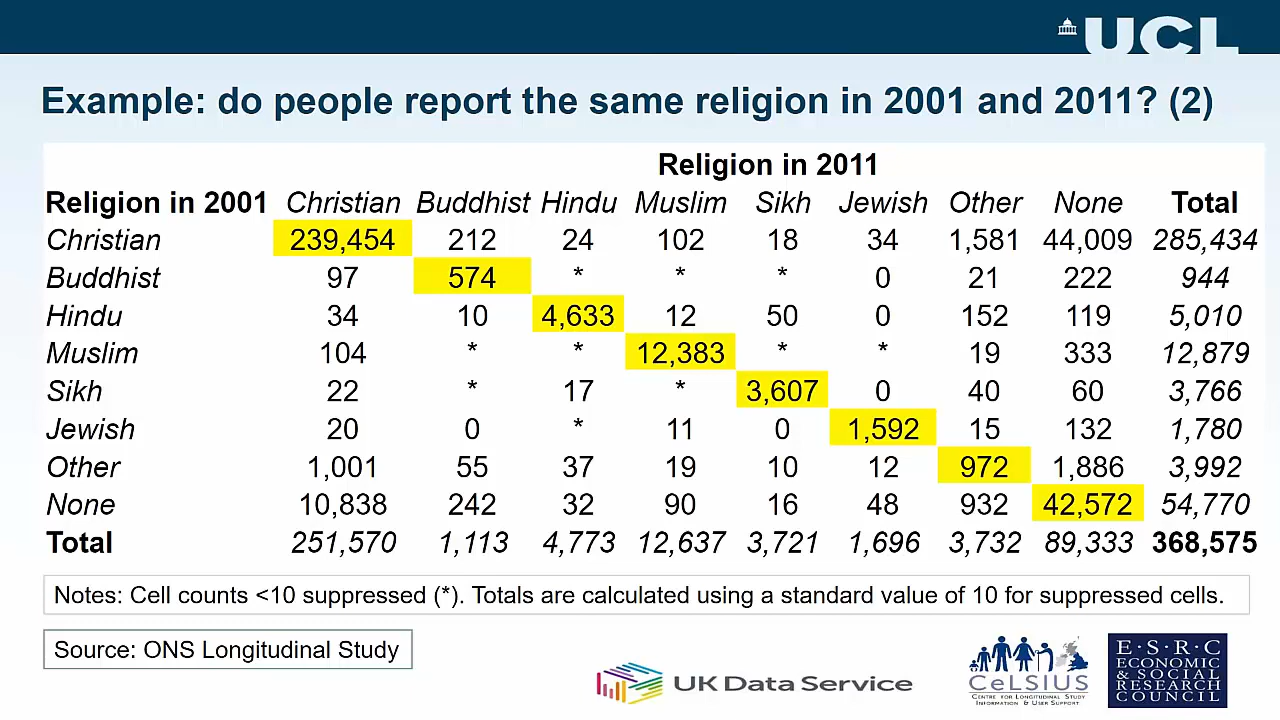 UCL
Example: do people report the same religion in 2001 and 2011? (2)
Religion in 2011
Religion in 2001 Christian Buddhist Hindu Muslim Sikh Jewish Other None Total
Christian 239,454 212 24 102 18 34 1,581 44,009 285,434
Buddhist 97 574 * * * 0 21 222 944
Hindu 34 10 4,633 12 50 0 152 119 5,010
Muslim 104 * * 12,383 * * 19 333 12,879
Sikh 22 * 17 * 3,607 0 40 60 3,766
Jewish 20 0 * 11 0 1,592 15 132 1,780
Other 1,001 55 37 19 10 12 972 1,886 3,992
None 10,838 242 32 90 16 48 932 42,572 54,770
Total 251,570 1,113 4,773 12,637 3,721 1,696 3,732 89,333 368,575
Notes: Cell counts <10 suppressed (*). Totals are calculated using a standard value of 10 for suppressed cells.
Source: ONS Longitudinal Study
UK Data Service
CeLSIUS
Centre for Longitudinal Study
Information & User Support
E·S·R·C
ECONOMIC
& SOCIAL
RESEARCH
COUNCIL